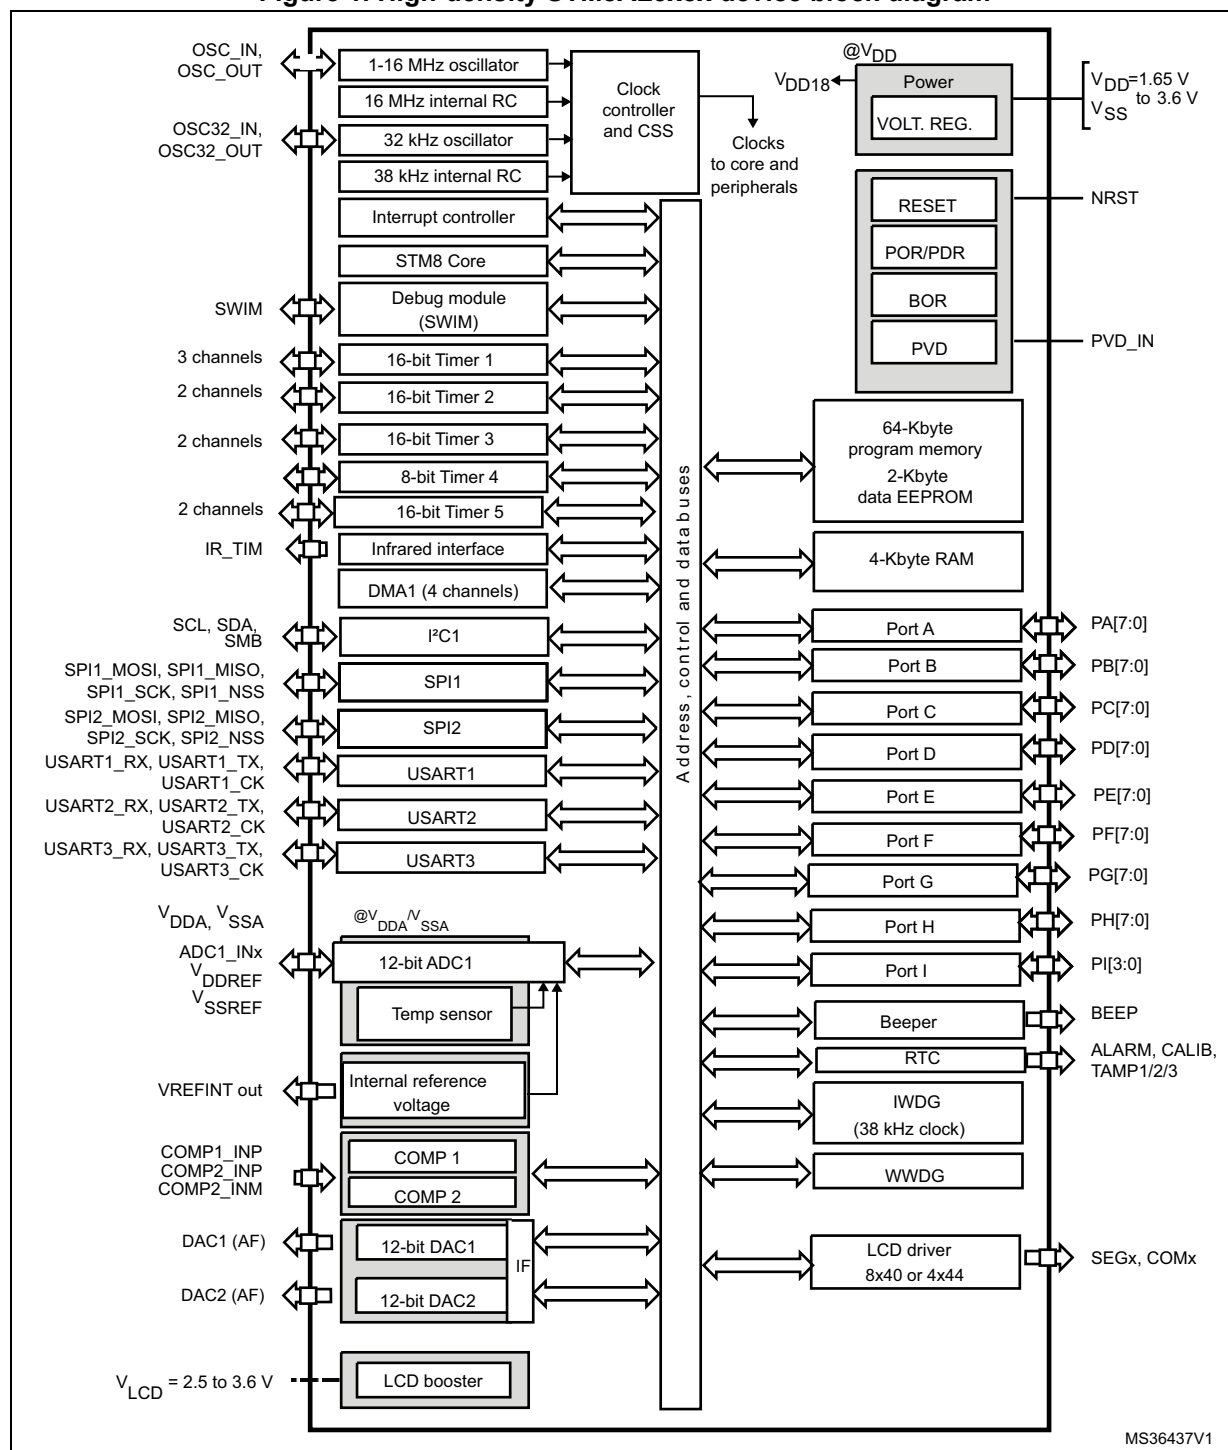 OSC_IN,
OSC_OUT
1-16 MHz oscillator
16 MHz internal RC
OSC32_IN,
OSC32_OUT
32 kHz oscillator
38 kHz internal RC
Clock
controller
and CSS
Clocks
to core and
peripherals
@VDD
VDD18
Power
VOLT. REG.
VDD=1.65 V
to 3.6 V
VSS
RESET
NRST
POR/PDR
BOR
PVD
PVD_IN
Interrupt controller
STM8 Core
SWIM
Debug module
(SWIM)
3 channels
16-bit Timer 1
2 channels
16-bit Timer 2
2 channels
16-bit Timer 3
8-bit Timer 4
2 channels
16-bit Timer 5
IR_TIM
Infrared interface
DMA1 (4 channels)
SCL, SDA,
SMB
I²C1
SPI1_MOSI, SPI1_MISO,
SPI1_SCK, SPI1_NSS
SPI1
SPI2_MOSI, SPI2_MISO,
SPI2_SCK, SPI2_NSS
SPI2
USART1_RX, USART1_TX,
USART1_CK
USART1
USART2_RX, USART2_TX,
USART2_CK
USART2
USART3_RX, USART3_TX,
USART3_CK
USART3
VDDA, VSSA
@VDDA/VSSA
ADC1_INx
VDDREF
VSSREF
12-bit ADC1
Temp sensor
VREFINT out
Internal reference
voltage
COMP1_INP
COMP2_INP
COMP2_INM
COMP 1
COMP 2
DAC1 (AF)
12-bit DAC1
IF
DAC2 (AF)
12-bit DAC2
VLCD = 2.5 to 3.6 V
LCD booster
Address, control and data buses
64-Kbyte
program memory
2-Kbyte
data EEPROM
4-Kbyte RAM
Port A
PA[7:0]
Port B
PB[7:0]
Port C
PC[7:0]
Port D
PD[7:0]
Port E
PE[7:0]
Port F
PF[7:0]
Port G
PG[7:0]
Port H
PH[7:0]
Port I
PI[3:0]
Beeper
BEEP
RTC
ALARM, CALIB,
TAMP1/2/3
IWDG
(38 kHz clock)
WWDG
LCD driver
8x40 or 4x44
SEGx, COMx
MS36437V1